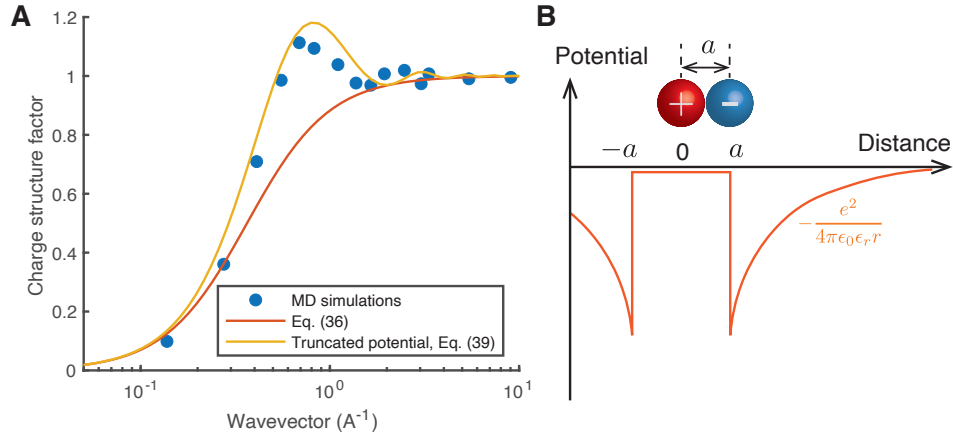 A
1.2
1
0.8
0.6
0.4
0.2
0
Charge structure factor
MD simulations
Eq. (36)
Truncated potential, Eq. (39)
10^-1
10^0
10^1
Wavevector (A^-1)
B
Potential
a
+ −
−a 0 a
Distance
−e^2/(4πϵ_0ϵ_r r)